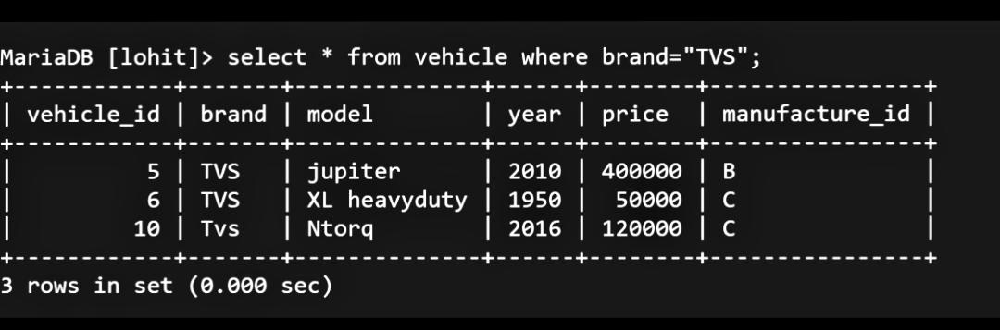 MariaDB [lohit]> select * from vehicle where brand="TVS";
+------------+-------+--------------+------+--------+----------------+
| vehicle_id | brand | model        | year | price  | manufacture_id |
+------------+-------+--------------+------+--------+----------------+
|          5 | TVS   | jupiter      | 2010 | 400000 | B              |
|          6 | TVS   | XL heavyduty | 1950 |  50000 | C              |
|         10 | Tvs   | Ntorq        | 2016 | 120000 | C              |
+------------+-------+--------------+------+--------+----------------+
3 rows in set (0.000 sec)